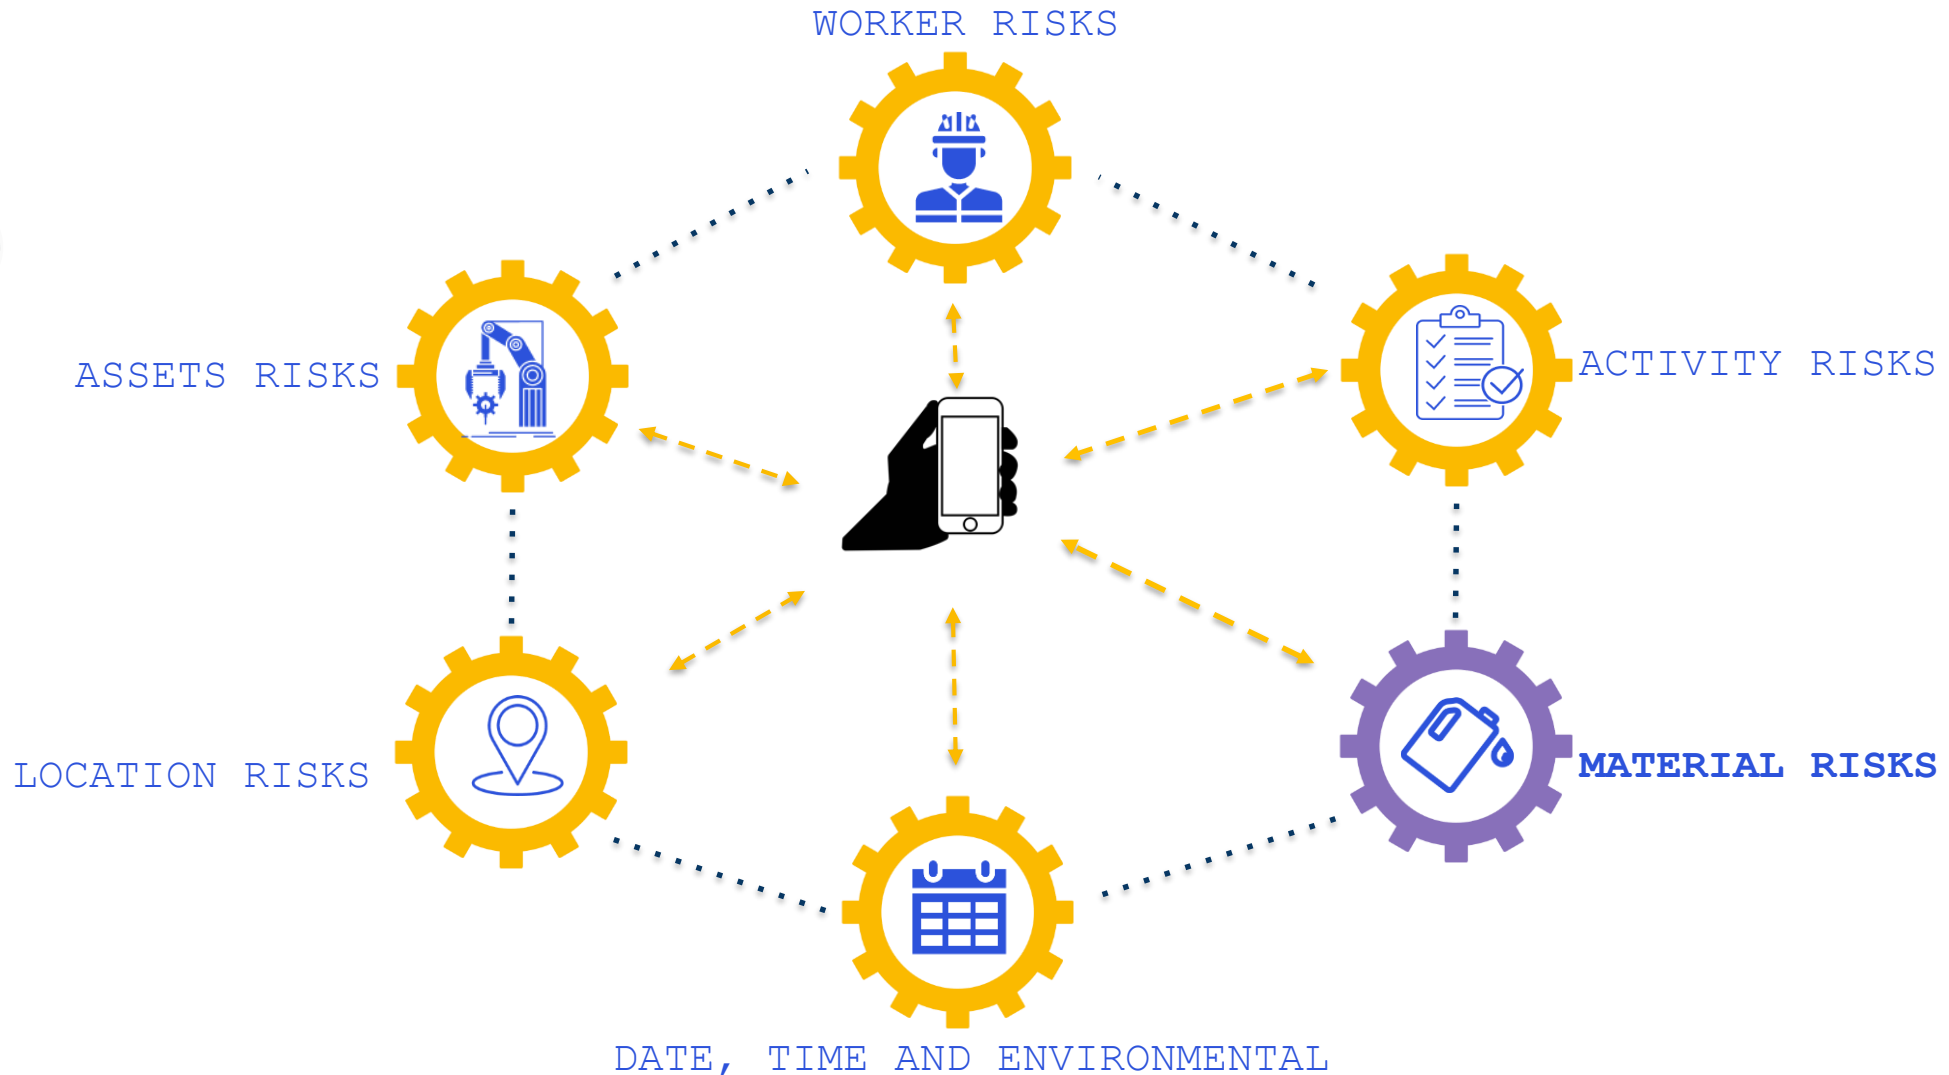 WORKER RISKS
ASSETS RISKS
ACTIVITY RISKS
LOCATION RISKS
MATERIAL RISKS
DATE, TIME AND ENVIRONMENTAL